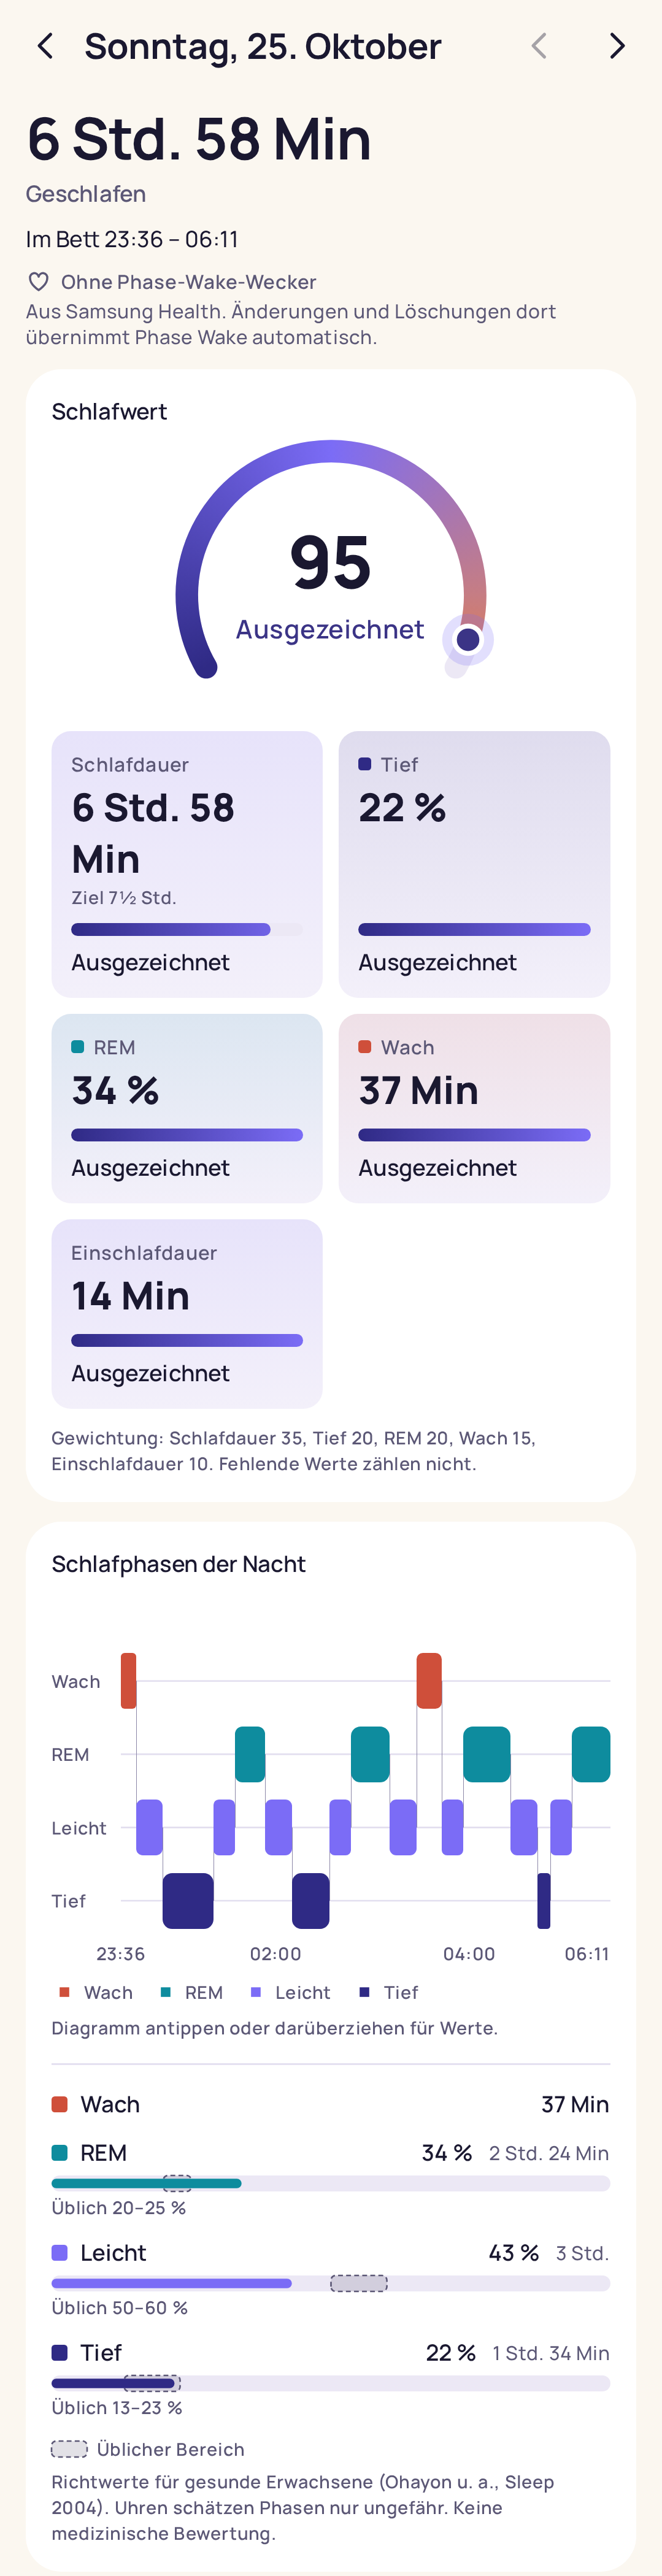 Sonntag, 25. Oktober
6 Std. 58 Min
Geschlafen
Im Bett 23:36 – 06:11
Ohne Phase-Wake-Wecker
Aus Samsung Health. Änderungen und Löschungen dort
übernimmt Phase Wake automatisch.
Schlafwert
95
Ausgezeichnet
Schlafdauer
6 Std. 58
Min
Ziel 7½ Std.
Ausgezeichnet
Tief
22 %
Ausgezeichnet
REM
34 %
Ausgezeichnet
Wach
37 Min
Ausgezeichnet
Einschlafdauer
14 Min
Ausgezeichnet
Gewichtung: Schlafdauer 35, Tief 20, REM 20, Wach 15,
Einschlafdauer 10. Fehlende Werte zählen nicht.
Schlafphasen der Nacht
Wach
REM
Leicht
Tief
23:36 02:00 04:00 06:11
Wach REM Leicht Tief
Diagramm antippen oder darüberziehen für Werte.
Wach 37 Min
REM 34 % 2 Std. 24 Min
Üblich 20–25 %
Leicht 43 % 3 Std.
Üblich 50–60 %
Tief 22 % 1 Std. 34 Min
Üblich 13–23 %
Üblicher Bereich
Richtwerte für gesunde Erwachsene (Ohayon u. a., Sleep
2004). Uhren schätzen Phasen nur ungefähr. Keine
medizinische Bewertung.